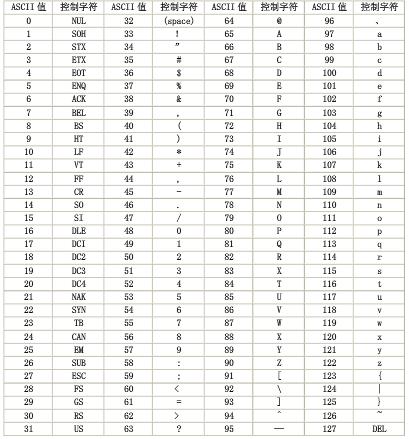 ASCII 值 控制字符 ASCII 值 控制字符 ASCII 值 控制字符 ASCII 值 控制字符
0 NUL 32 (space) 64 @ 96 、
1 SOH 33 ! 65 A 97 a
2 STX 34 ” 66 B 98 b
3 ETX 35 # 67 C 99 c
4 EOT 36 $ 68 D 100 d
5 ENQ 37 % 69 E 101 e
6 ACK 38 & 70 F 102 f
7 BEL 39 , 71 G 103 g
8 BS 40 ( 72 H 104 h
9 HT 41 ) 73 I 105 i
10 LF 42 * 74 J 106 j
11 VT 43 + 75 K 107 k
12 FF 44 , 76 L 108 l
13 CR 45 - 77 M 109 m
14 SO 46 . 78 N 110 n
15 SI 47 / 79 O 111 o
16 DLE 48 0 80 P 112 p
17 DCI 49 1 81 Q 113 q
18 DC2 50 2 82 R 114 r
19 DC3 51 3 83 X 115 s
20 DC4 52 4 84 T 116 t
21 NAK 53 5 85 U 117 u
22 SYN 54 6 86 V 118 v
23 TB 55 7 87 W 119 w
24 CAN 56 8 88 X 120 x
25 EM 57 9 89 Y 121 y
26 SUB 58 : 90 Z 122 z
27 ESC 59 ; 91 [ 123 {
28 FS 60 < 92 \ 124 |
29 GS 61 = 93 ] 125 }
30 RS 62 > 94 ^ 126 ~
31 US 63 ? 95 — 127 DEL